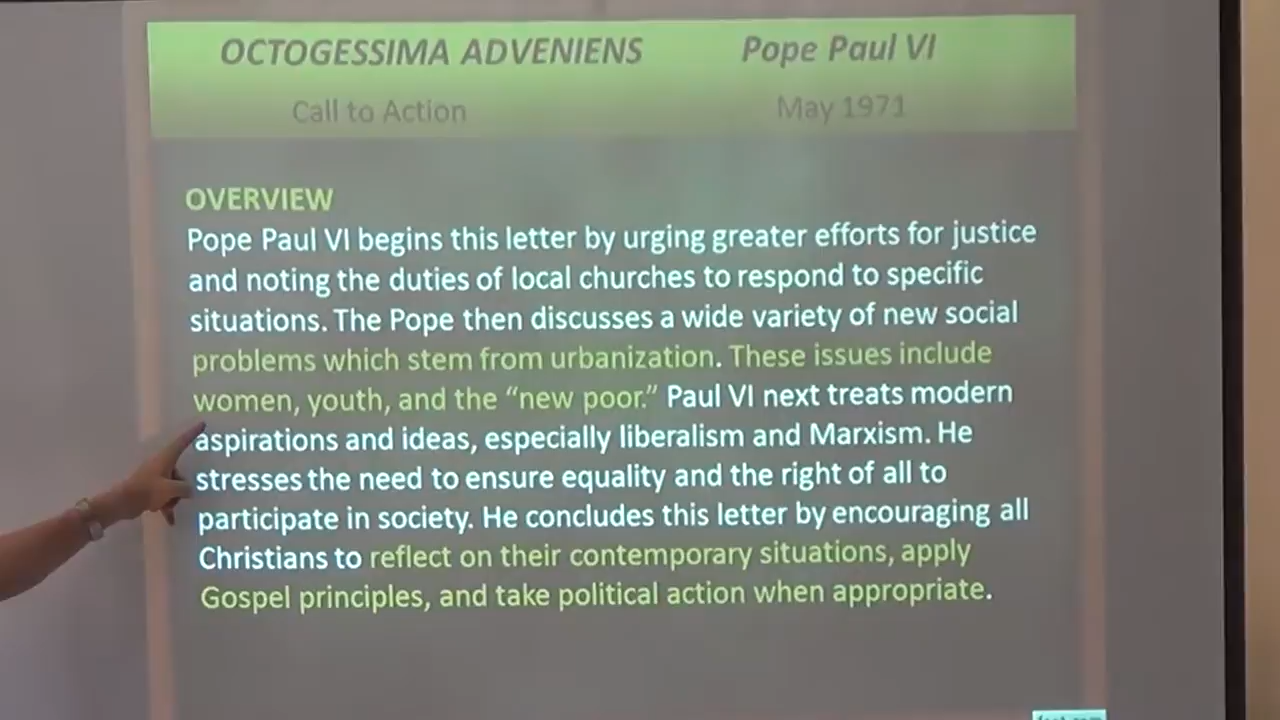 OCTOGESSIMA ADVENIENS Pope Paul VI
Call to Action May 1971
OVERVIEW
Pope Paul VI begins this letter by urging greater efforts for justice
and noting the duties of local churches to respond to specific
situations. The Pope then discusses a wide variety of new social
problems which stem from urbanization. These issues include
women, youth, and the “new poor.” Paul VI next treats modern
aspirations and ideas, especially liberalism and Marxism. He
stresses the need to ensure equality and the right of all to
participate in society. He concludes this letter by encouraging all
Christians to reflect on their contemporary situations, apply
Gospel principles, and take political action when appropriate.